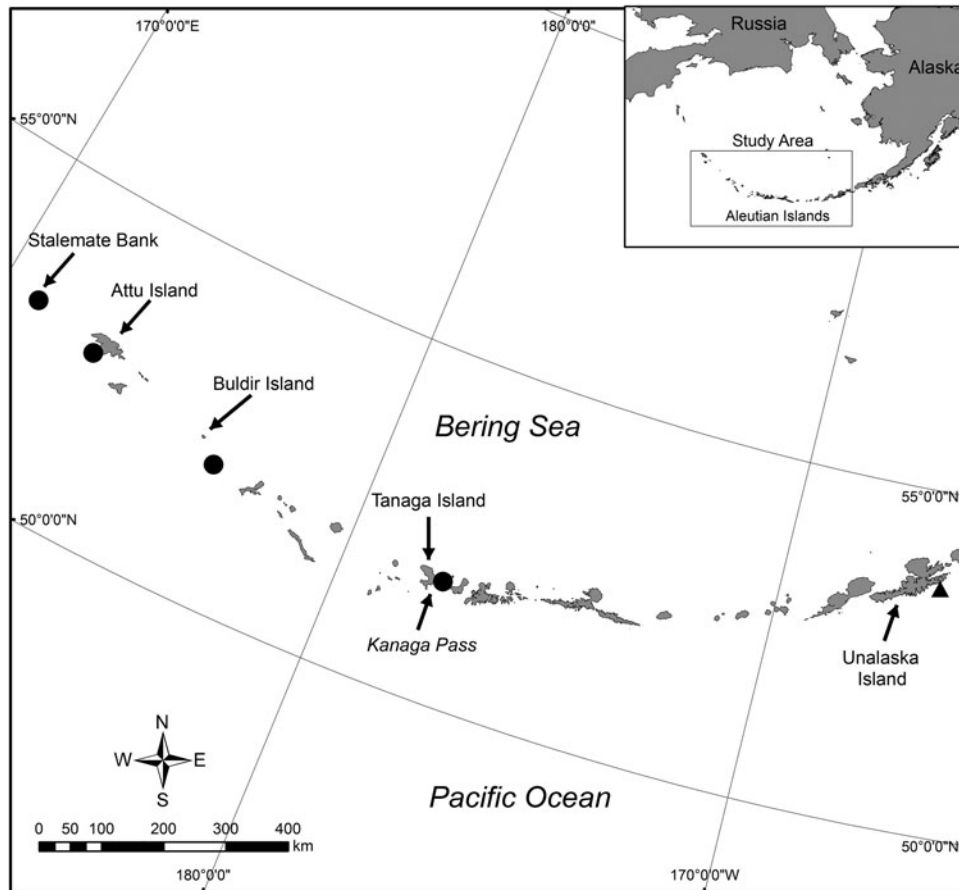 170°0'0"E
180°0'0"
Russia
Alaska
Study Area
Aleutian Islands
55°0'0"N
Stalemate Bank
Attu Island
Buldir Island
Bering Sea
Tanaga Island
55°0'0"N
50°0'0"N
Kanaga Pass
Unalaska
Island
N
W E
S
Pacific Ocean
0 50 100 200 300 400
km
50°0'0"N
180°0'0"
170°0'0"W